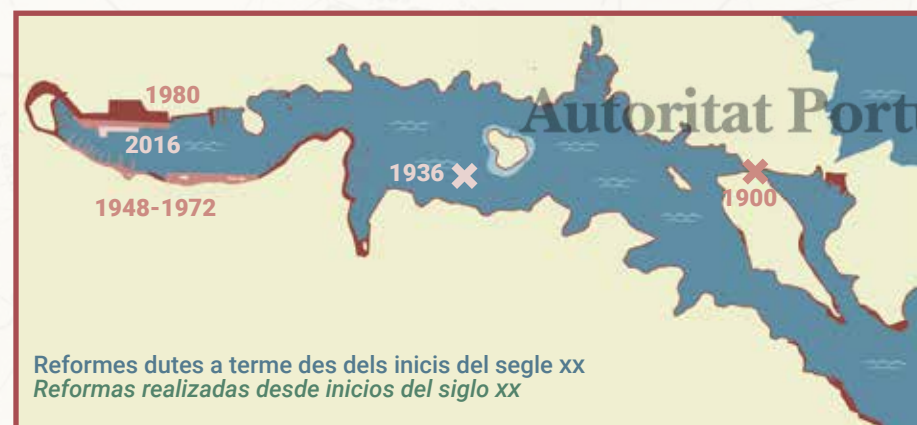 Autoritat Port
1980
2016
1936
1900
1948-1972
Reformes dutes a terme des dels inicis del segle xx
Reformas realizadas desde inicios del siglo xx